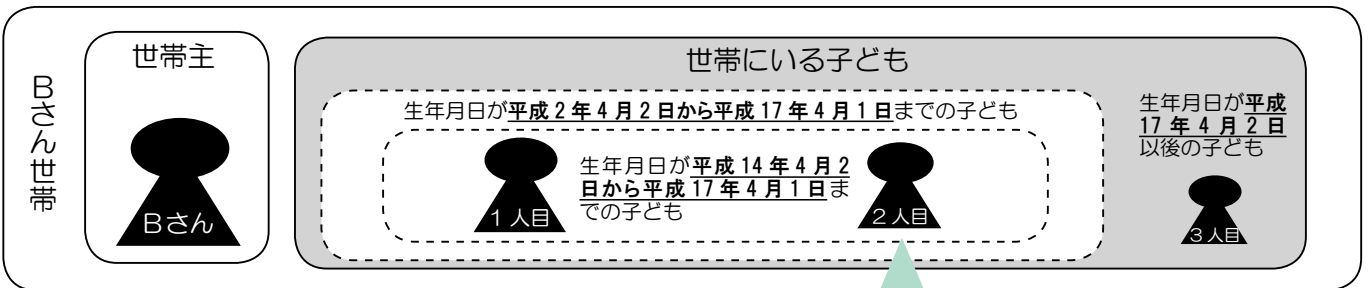 Bさん世帯
世帯主
Bさん
世帯にいる子ども
生年月日が平成2年4月2日から平成17年4月1日までの子ども
1人目
生年月日が平成14年4月2
日から平成17年4月1日ま
での子ども
2人目
生年月日が平成
17年4月2日
以後の子ども
3人目